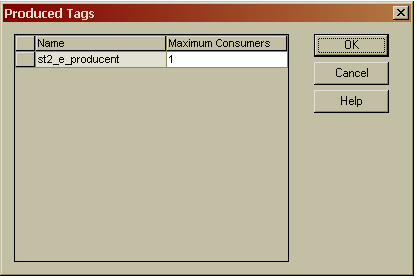 Produced Tags
Name Maximum Consumers
st2_e_producent 1
OK
Cancel
Help